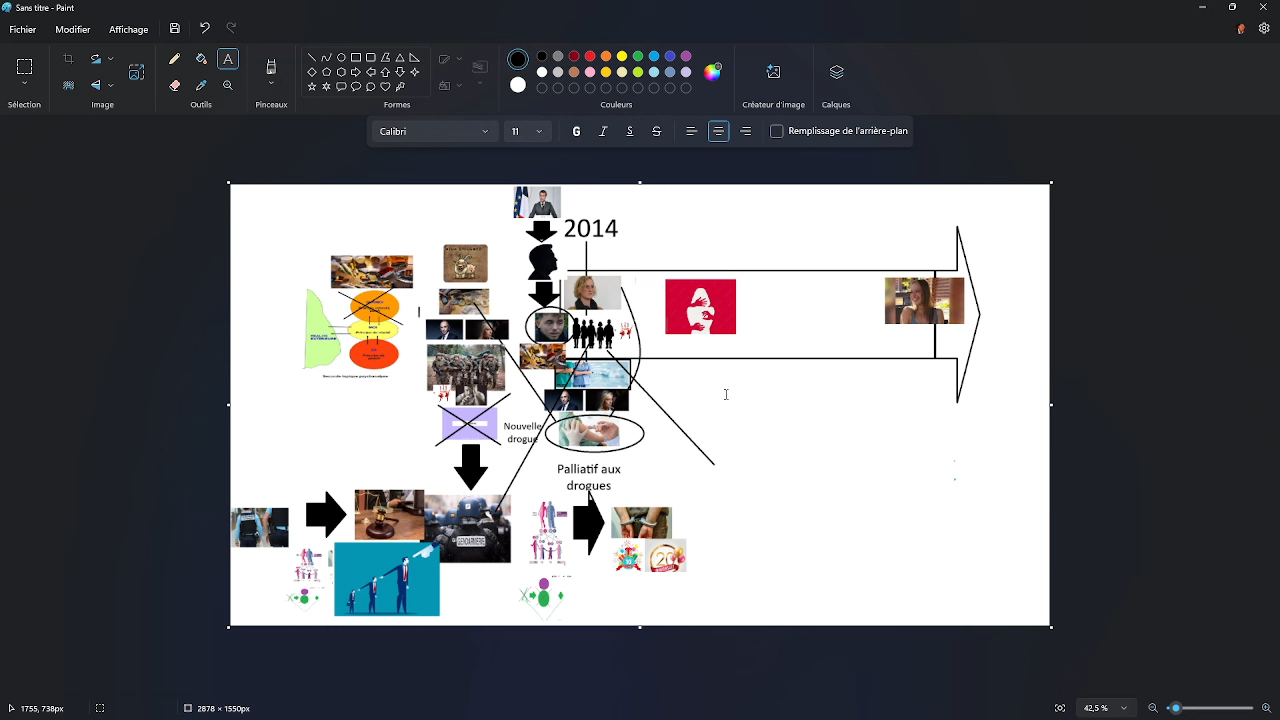 Sans titre - Paint
Fichier
Modifier
Affichage
Sélection
Image
Outils
Pinceaux
Formes
Couleurs
Créateur d'image
Calques
Calibri
11
G
Remplissage de l'arrière-plan
2014
Nouvelle
drogue
Palliatif aux
drogues
GENDARMERIE
1755, 738px
2878 × 1550px
42,5 %